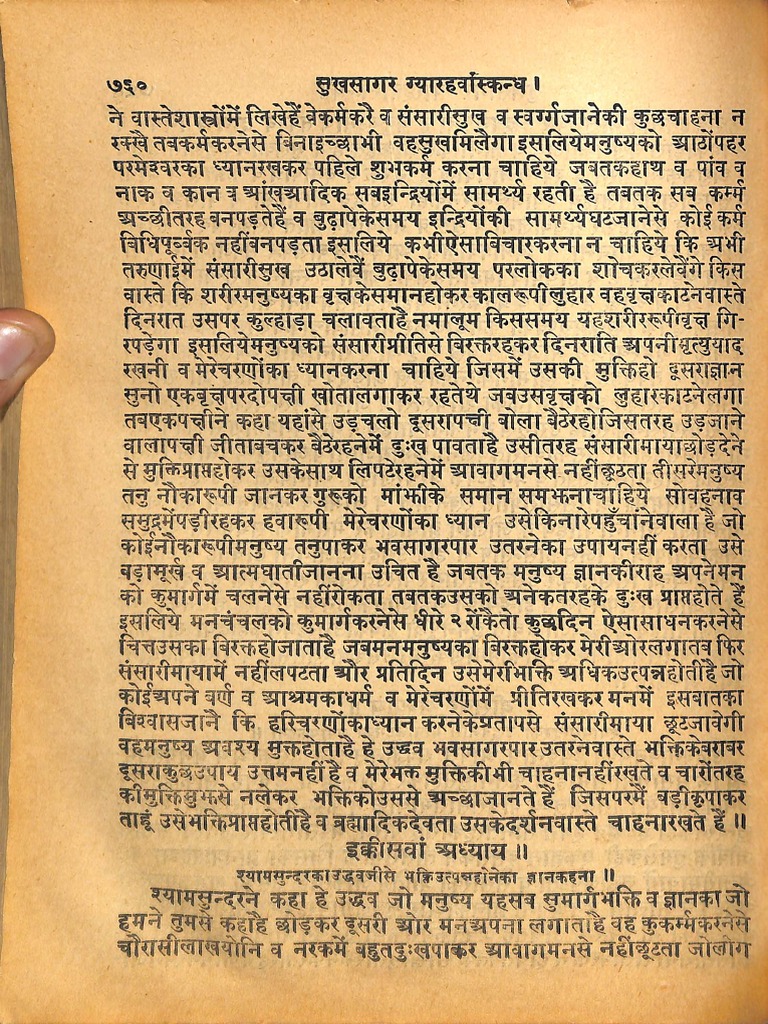 ७६० सुखसागर ग्यारहवांस्कन्ध।
ने वास्तेशास्त्रोंमें लिखेहैं वेकर्मकरै व संसारीसुख व स्वर्ग्गजानेकी कुछचाहना न
रक्खै तबकर्मकरनेसे बिनाइच्छाभी वहसुखमिलैगा इसलियेमनुष्यको आठोंपहर
परमेश्वरका ध्यानरखकर पहिले शुभकर्म करना चाहिये जबतकहाथ व पांव व
नाक व कान व आंखआदिक सबइन्द्रियोंमें सामर्थ्य रहती है तबतक सब कर्म्म
अच्छीतरह बनपड़तेहैं व बुढ़ापेकेसमय इन्द्रियोंकी सामर्थ्यघटजानेसे कोई कर्म
बिधिपूर्ब्बक नहींबनपड़ता इसलिये कभीऐसाबिचारकरना न चाहिये कि अभी
तरुणाईमें संसारीसुख उठालेवैं बुढ़ापेकेसमय परलोकका शोचकरलेवैंगे किस
वास्ते कि शरीरमनुष्यका वृक्षकेसमानहोकर कालरूपीलुहार वहवृक्षकाटनेवास्ते
दिनरात उसपर कुल्हाड़ा चलावताहै नमालूम किससमय यहशरीररूपीवृक्ष गि-
रपड़ेगा इसलियेमनुष्यको संसारीप्रीतिसे बिरक्तरहकर दिनराति अपनीमृत्युयाद
रखनी व मेरेचरणोंका ध्यानकरना चाहिये जिसमें उसकी मुक्तिहो दूसराज्ञान
सुनो एकवृक्षपरदोपक्षी खोतालगाकर रहतेथे जबउसवृक्षको लुहारकाटनेलगा
तबएकपक्षीने कहा यहांसे उड़चलो दूसरापक्षी बोला बैठेरहोजिसतरह उड़जाने
वालापक्षी जीताबचकर बैठेरहनेमें दुःख पावताहै उसीतरह संसारीमायाछोड़देने
से मुक्तिप्राप्तहोकर उसकेसाथ लिपटेरहनेमें आवागमनसे नहींछूटता तीसरेमनुष्य
तनु नौकारूपी जानकर गुरूको मांझीके समान समझनाचाहिये सोवहनाव
समुद्रमेंपड़ीरहकर हवारूपी मेरेचरणोंका ध्यान उसेकिनारेपहुँचानेवाला है जो
कोईनौकारूपीमनुष्य तनुपाकर भवसागरपार उतरनेका उपायनहीं करता उसे
बड़ामूर्ख व आत्मघातीजानना उचित है जबतक मनुष्य ज्ञानकीराह अपनेमन
को कुमार्गमें चलनेसे नहींरोकता तबतकउसको अनेकतरहके दुःख प्राप्तहोते हैं
इसलिये मनचंचलको कुमार्गकरनेसे धीरे २ रोंकैतो कुछदिन ऐसासाधनकरनेसे
चित्तउसका बिरक्तहोजाताहै जबमनमनुष्यका बिरक्तहोकर मेरीओरलगातब फिर
संसारीमायामें नहींलपटता और प्रतिदिन उसेमेरीभक्ति अधिकउत्पन्नहोतीहै जो
कोईअपने बर्ण व आश्रमकाधर्म व मेरेचरणोंमें प्रीतिरखकर मनमें इसबातका
बिश्वासजानै कि हरिचरणोंकाध्यान करनेकेप्रतापसे संसारीमाया छूटजावेगी
वहमनुष्य अवश्य मुक्तहोताहै हे उद्धव भवसागरपार उतरनेवास्ते भक्तिकेबराबर
दूसराकुछउपाय उत्तमनहींहै व मेरेभक्त मुक्तिकीभी चाहनानहींरखते व चारोंतरह
कीमुक्तिमुझसे नलेकर भक्तिकोउससे अच्छाजानते हैं जिसपरमैं बड़ीकृपाकर
ताहूं उसेभक्तिप्राप्तहोतीहै व ब्रह्मादिकदेवता उसकेदर्शनवास्ते चाहनारखते हैं॥
इक्कीसवां अध्याय॥
श्यामसुन्दरकाउद्धवजीसे भक्तिउत्पन्नहोनेका ज्ञानकहना॥
श्यामसुन्दरने कहा हे उद्धव जो मनुष्य यहसब सुमार्गभक्ति व ज्ञानका जो
हमने तुमसे कहाहै छोड़कर दूसरी ओर मनअपना लगाताहै वह कुकर्म्मकरनेसे
चौरासीलाखयोनि व नरकमें बहुतदुःखपाकर आवागमनसे नहींछूटता जोलोग